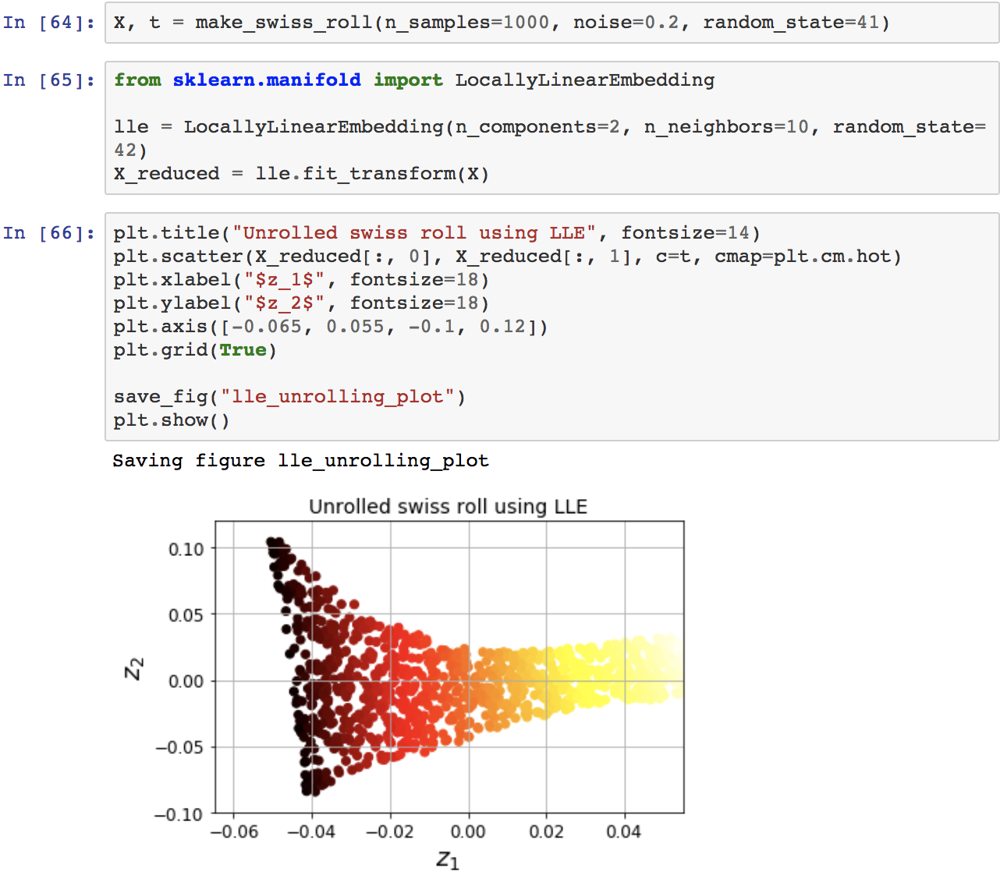 In [64]: X, t = make_swiss_roll(n_samples=1000, noise=0.2, random_state=41)
In [65]: from sklearn.manifold import LocallyLinearEmbedding
lle = LocallyLinearEmbedding(n_components=2, n_neighbors=10, random_state=
42)
X_reduced = lle.fit_transform(X)
In [66]: plt.title("Unrolled swiss roll using LLE", fontsize=14)
plt.scatter(X_reduced[:, 0], X_reduced[:, 1], c=t, cmap=plt.cm.hot)
plt.xlabel("$z_1$", fontsize=18)
plt.ylabel("$z_2$", fontsize=18)
plt.axis([-0.065, 0.055, -0.1, 0.12])
plt.grid(True)
save_fig("lle_unrolling_plot")
plt.show()
Saving figure lle_unrolling_plot
Unrolled swiss roll using LLE
0.10
0.05
0.00
−0.05
−0.10
z₂
−0.06 −0.04 −0.02 0.00 0.02 0.04
z₁